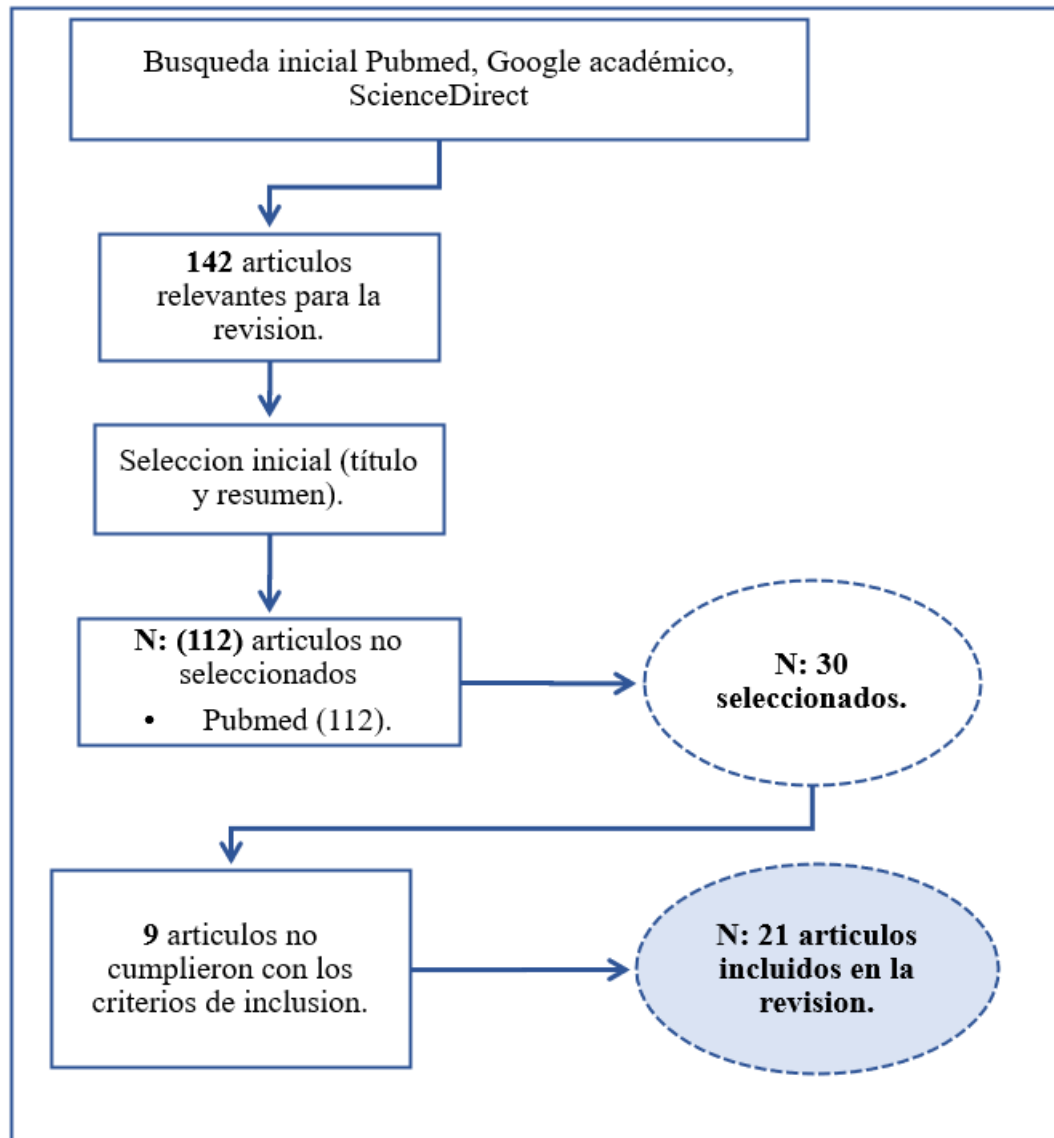 Busqueda inicial Pubmed, Google académico,
ScienceDirect
142 articulos
relevantes para la
revision.
Seleccion inicial (título
y resumen).
N: (112) articulos no
seleccionados
• Pubmed (112).
N: 30
seleccionados.
9 articulos no
cumplieron con los
criterios de inclusion.
N: 21 articulos
incluidos en la
revision.